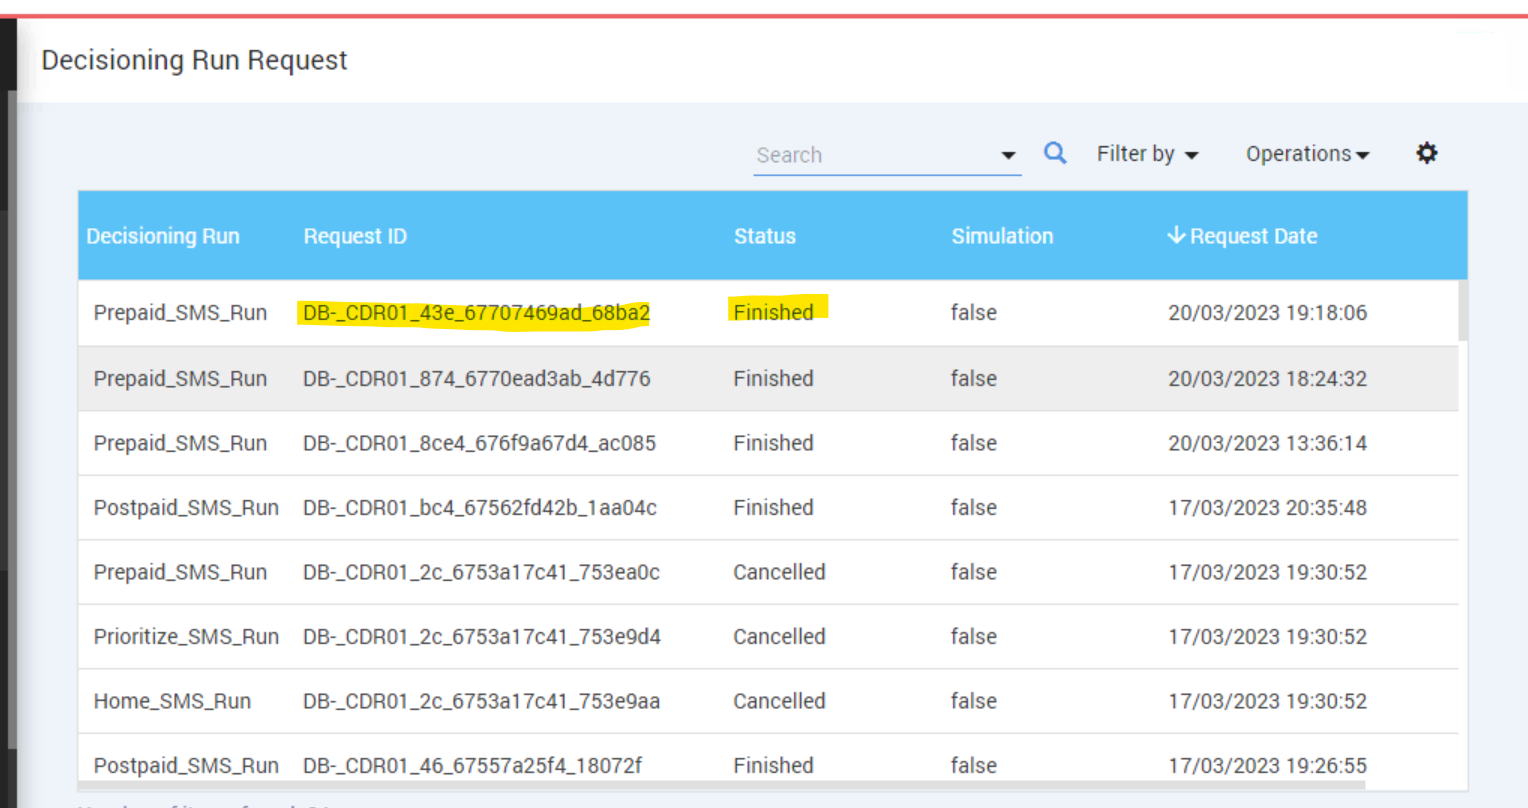 Decisioning Run Request
Search Filter by Operations
Decisioning Run Request ID Status Simulation Request Date
Prepaid_SMS_Run DB-_CDR01_43e_67707469ad_68ba2 Finished false 20/03/2023 19:18:06
Prepaid_SMS_Run DB-_CDR01_874_6770ead3ab_4d776 Finished false 20/03/2023 18:24:32
Prepaid_SMS_Run DB-_CDR01_8ce4_676f9a67d4_ac085 Finished false 20/03/2023 13:36:14
Postpaid_SMS_Run DB-_CDR01_bc4_67562fd42b_1aa04c Finished false 17/03/2023 20:35:48
Prepaid_SMS_Run DB-_CDR01_2c_6753a17c41_753ea0c Cancelled false 17/03/2023 19:30:52
Prioritize_SMS_Run DB-_CDR01_2c_6753a17c41_753e9d4 Cancelled false 17/03/2023 19:30:52
Home_SMS_Run DB-_CDR01_2c_6753a17c41_753e9aa Cancelled false 17/03/2023 19:30:52
Postpaid_SMS_Run DB-_CDR01_46_67557a25f4_18072f Finished false 17/03/2023 19:26:55